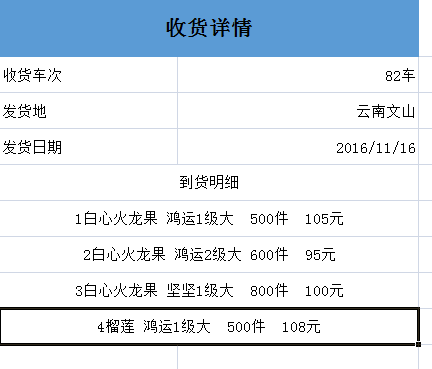 收货详情
收货车次 82车
发货地 云南文山
发货日期 2016/11/16
到货明细
1白心火龙果 鸿运1级大 500件 105元
2白心火龙果 鸿运2级大 600件 95元
3白心火龙果 坚坚1级大 800件 100元
4榴莲 鸿运1级大 500件 108元